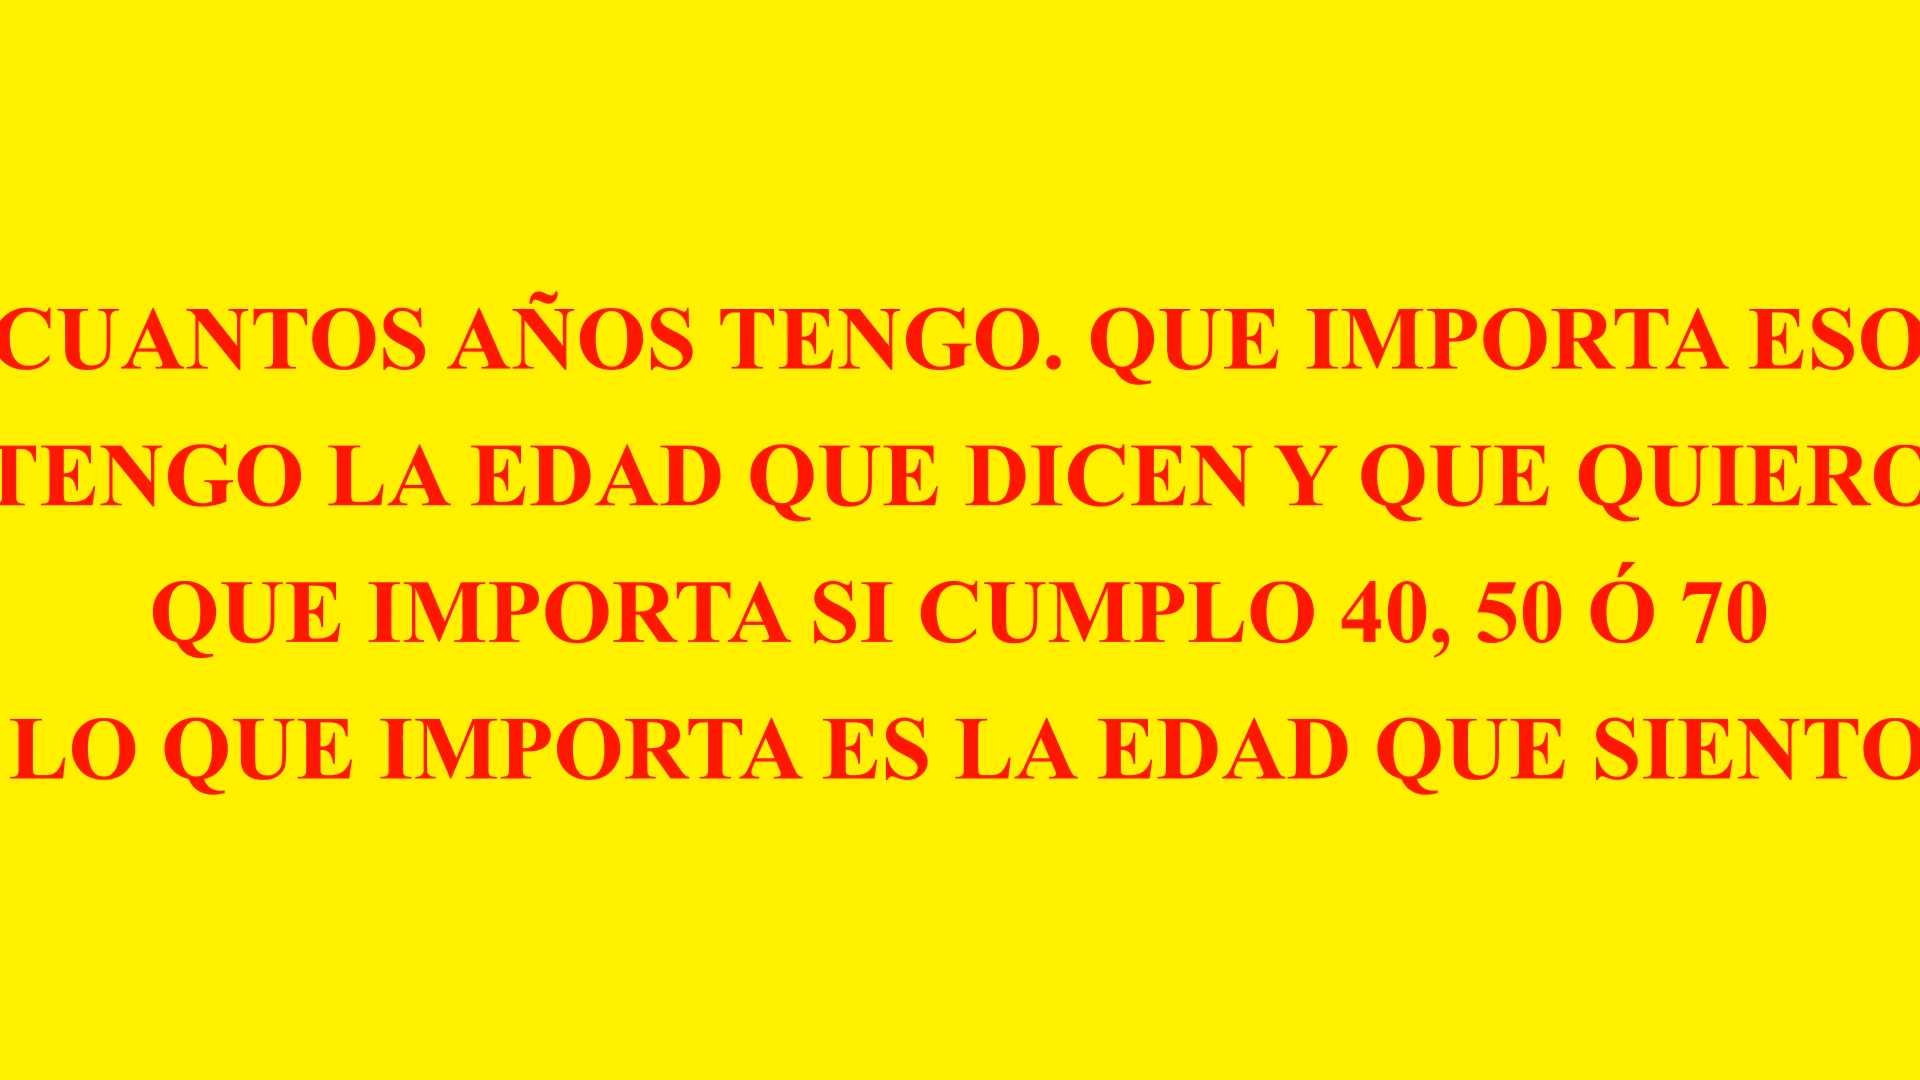 CUANTOS AÑOS TENGO. QUE IMPORTA ESO
TENGO LA EDAD QUE DICEN Y QUE QUIERO
QUE IMPORTA SI CUMPLO 40, 50 Ó 70
LO QUE IMPORTA ES LA EDAD QUE SIENTO